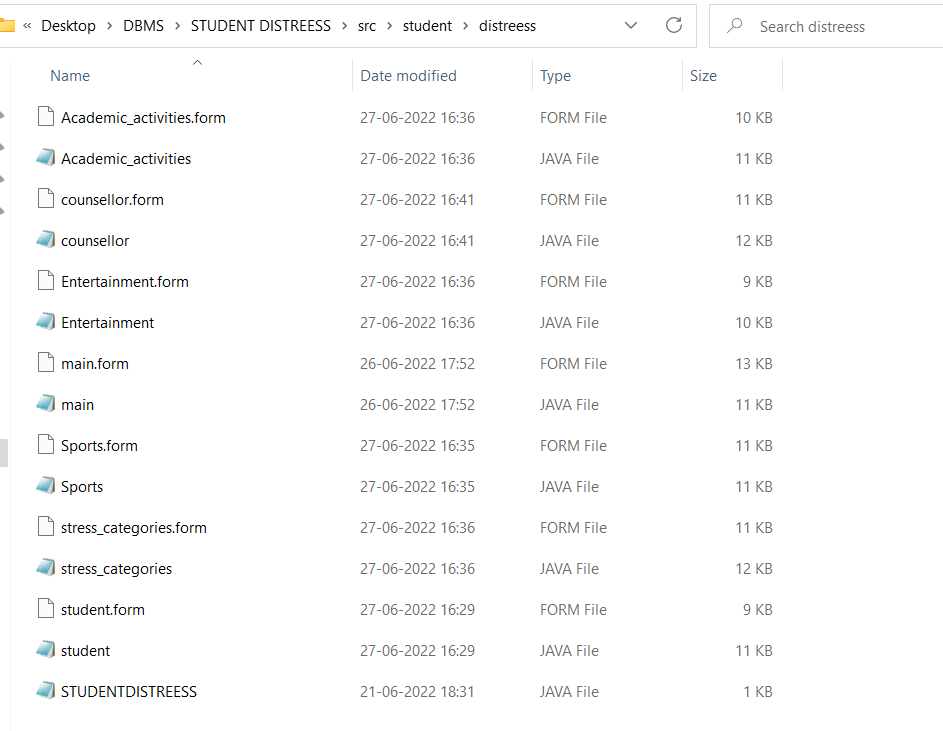 « Desktop > DBMS > STUDENT DISTREESS > src > student > distreess Search distreess
Name Date modified Type Size
Academic_activities.form 27-06-2022 16:36 FORM File 10 KB
Academic_activities 27-06-2022 16:36 JAVA File 11 KB
counsellor.form 27-06-2022 16:41 FORM File 11 KB
counsellor 27-06-2022 16:41 JAVA File 12 KB
Entertainment.form 27-06-2022 16:36 FORM File 9 KB
Entertainment 27-06-2022 16:36 JAVA File 10 KB
main.form 26-06-2022 17:52 FORM File 13 KB
main 26-06-2022 17:52 JAVA File 11 KB
Sports.form 27-06-2022 16:35 FORM File 11 KB
Sports 27-06-2022 16:35 JAVA File 11 KB
stress_categories.form 27-06-2022 16:36 FORM File 11 KB
stress_categories 27-06-2022 16:36 JAVA File 12 KB
student.form 27-06-2022 16:29 FORM File 9 KB
student 27-06-2022 16:29 JAVA File 11 KB
STUDENTDISTREESS 21-06-2022 18:31 JAVA File 1 KB